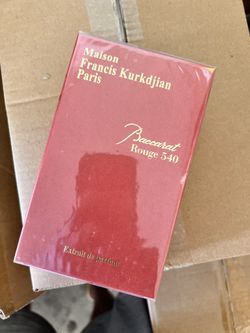 Maison
Francis Kurkdjian
Paris
Baccarat
Rouge 540
Extrait de parfum